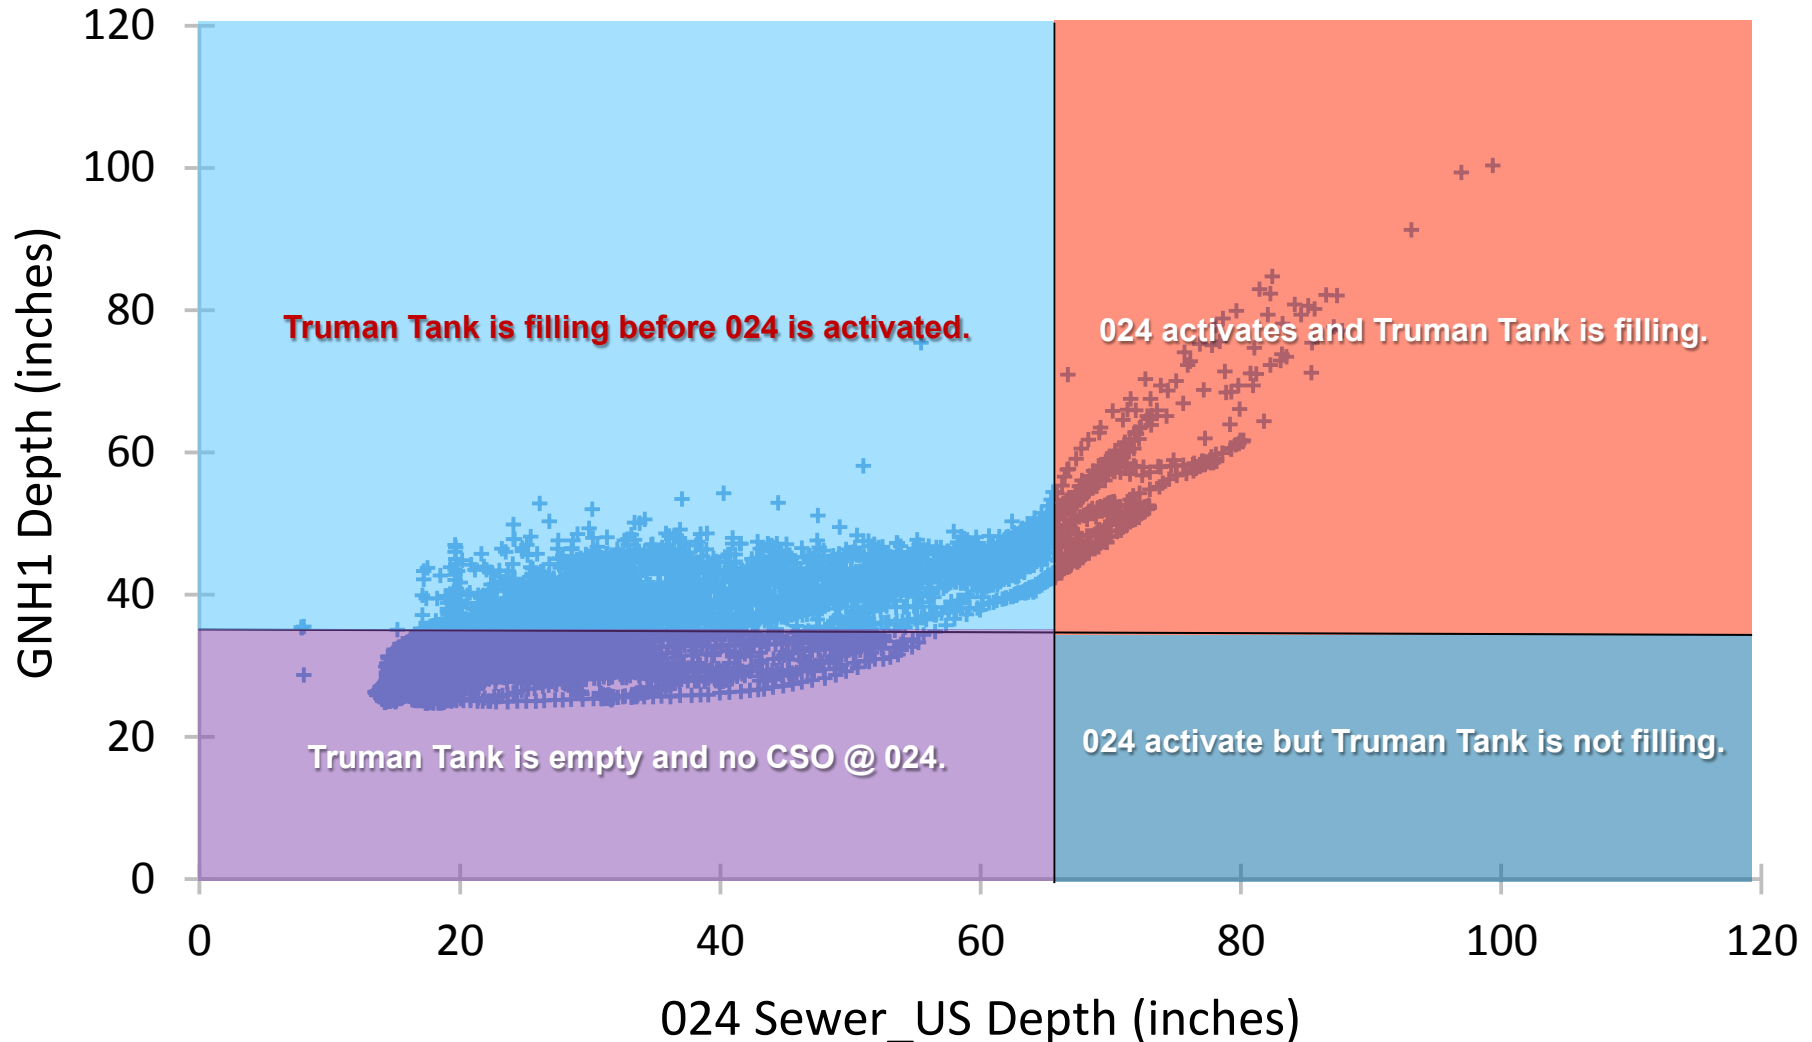 120
100
80
60
40
20
0
GNH1 Depth (inches)
Truman Tank is filling before 024 is activated.
024 activates and Truman Tank is filling.
Truman Tank is empty and no CSO @ 024.
024 activate but Truman Tank is not filling.
0 20 40 60 80 100 120
024 Sewer_US Depth (inches)